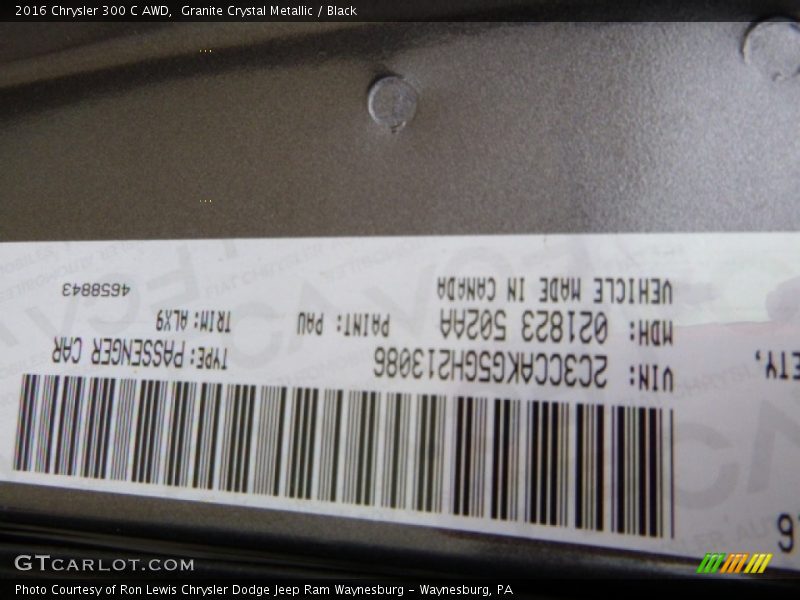 2016 Chrysler 300 C AWD,  Granite Crystal Metallic / Black
VIN: 2C3CCAKG5GH213086 TYPE: PASSENGER CAR
MDH: 021823 502AA PAINT: PAU TRIM: ALX9
VEHICLE MADE IN CANADA 4658843
ETY,
GTCARLOT.COM
Photo Courtesy of Ron Lewis Chrysler Dodge Jeep Ram Waynesburg - Waynesburg, PA